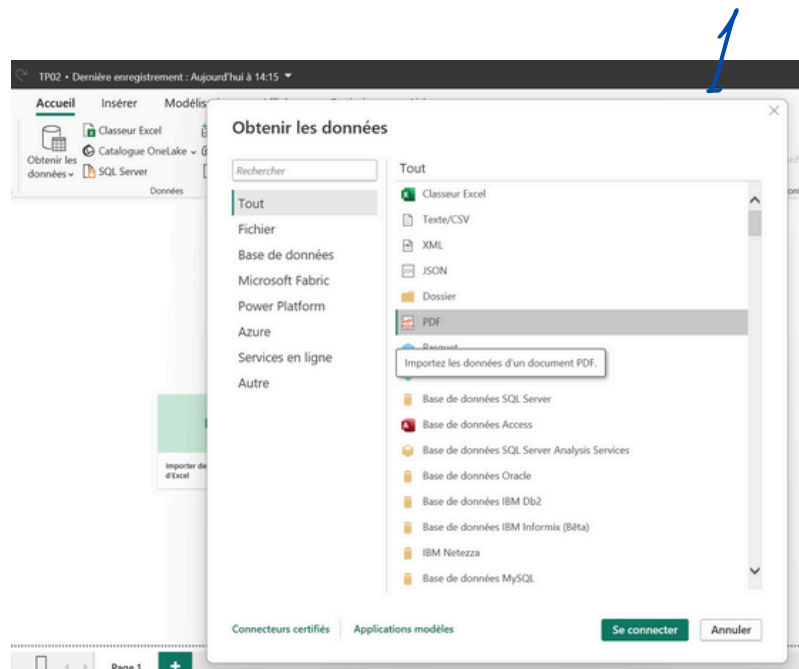 1
TP02 • Dernière enregistrement : Aujourd'hui à 14:15
Accueil Insérer
Classeur Excel
Catalogue OneLake
SQL Server
Obtenir les
données
Données
Obtenir les données
Rechercher
Tout
Fichier
Base de données
Microsoft Fabric
Power Platform
Azure
Services en ligne
Autre
Tout
Classeur Excel
Texte/CSV
XML
JSON
Dossier
PDF
Importez les données d'un document PDF.
Base de données SQL Server
Base de données Access
Base de données SQL Server Analysis Services
Base de données Oracle
Base de données IBM Db2
Base de données IBM Informix (Bêta)
IBM Netezza
Base de données MySQL
Importer de
d'Excel
Connecteurs certifiés Applications modèles
Se connecter Annuler
Page 1